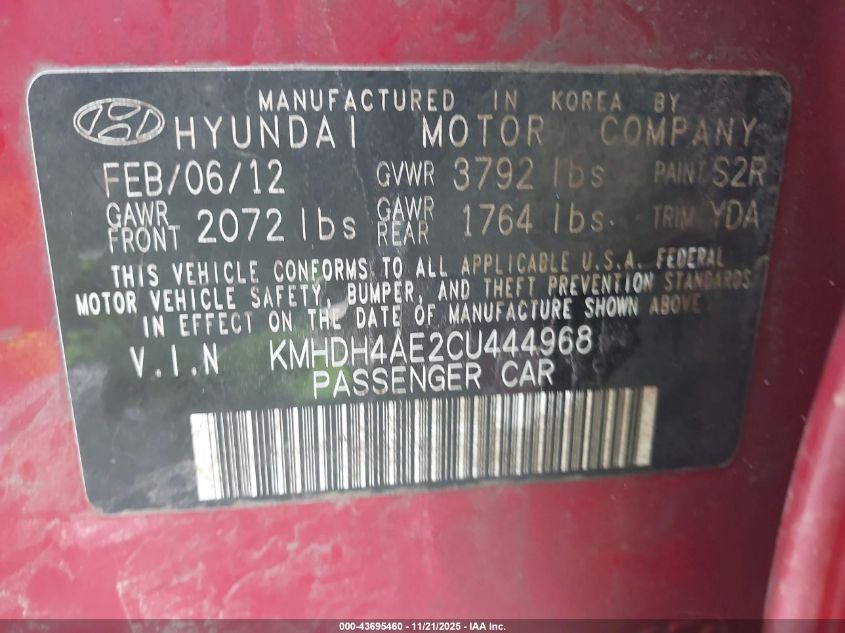 MANUFACTURED IN KOREA BY
HYUNDAI MOTOR COMPANY
FEB/06/12 GVWR 3792 lbs PAINT S2R
GAWR FRONT 2072 lbs GAWR REAR 1764 lbs TRIM YDA
THIS VEHICLE CONFORMS TO ALL APPLICABLE U.S.A. FEDERAL
MOTOR VEHICLE SAFETY, BUMPER, AND THEFT PREVENTION STANDARDS
IN EFFECT ON THE DATE OF MANUFACTURE SHOWN ABOVE.
V.I.N KMHDH4AE2CU444968
PASSENGER CAR
000-43695460 - 11/21/2025 - IAA Inc.